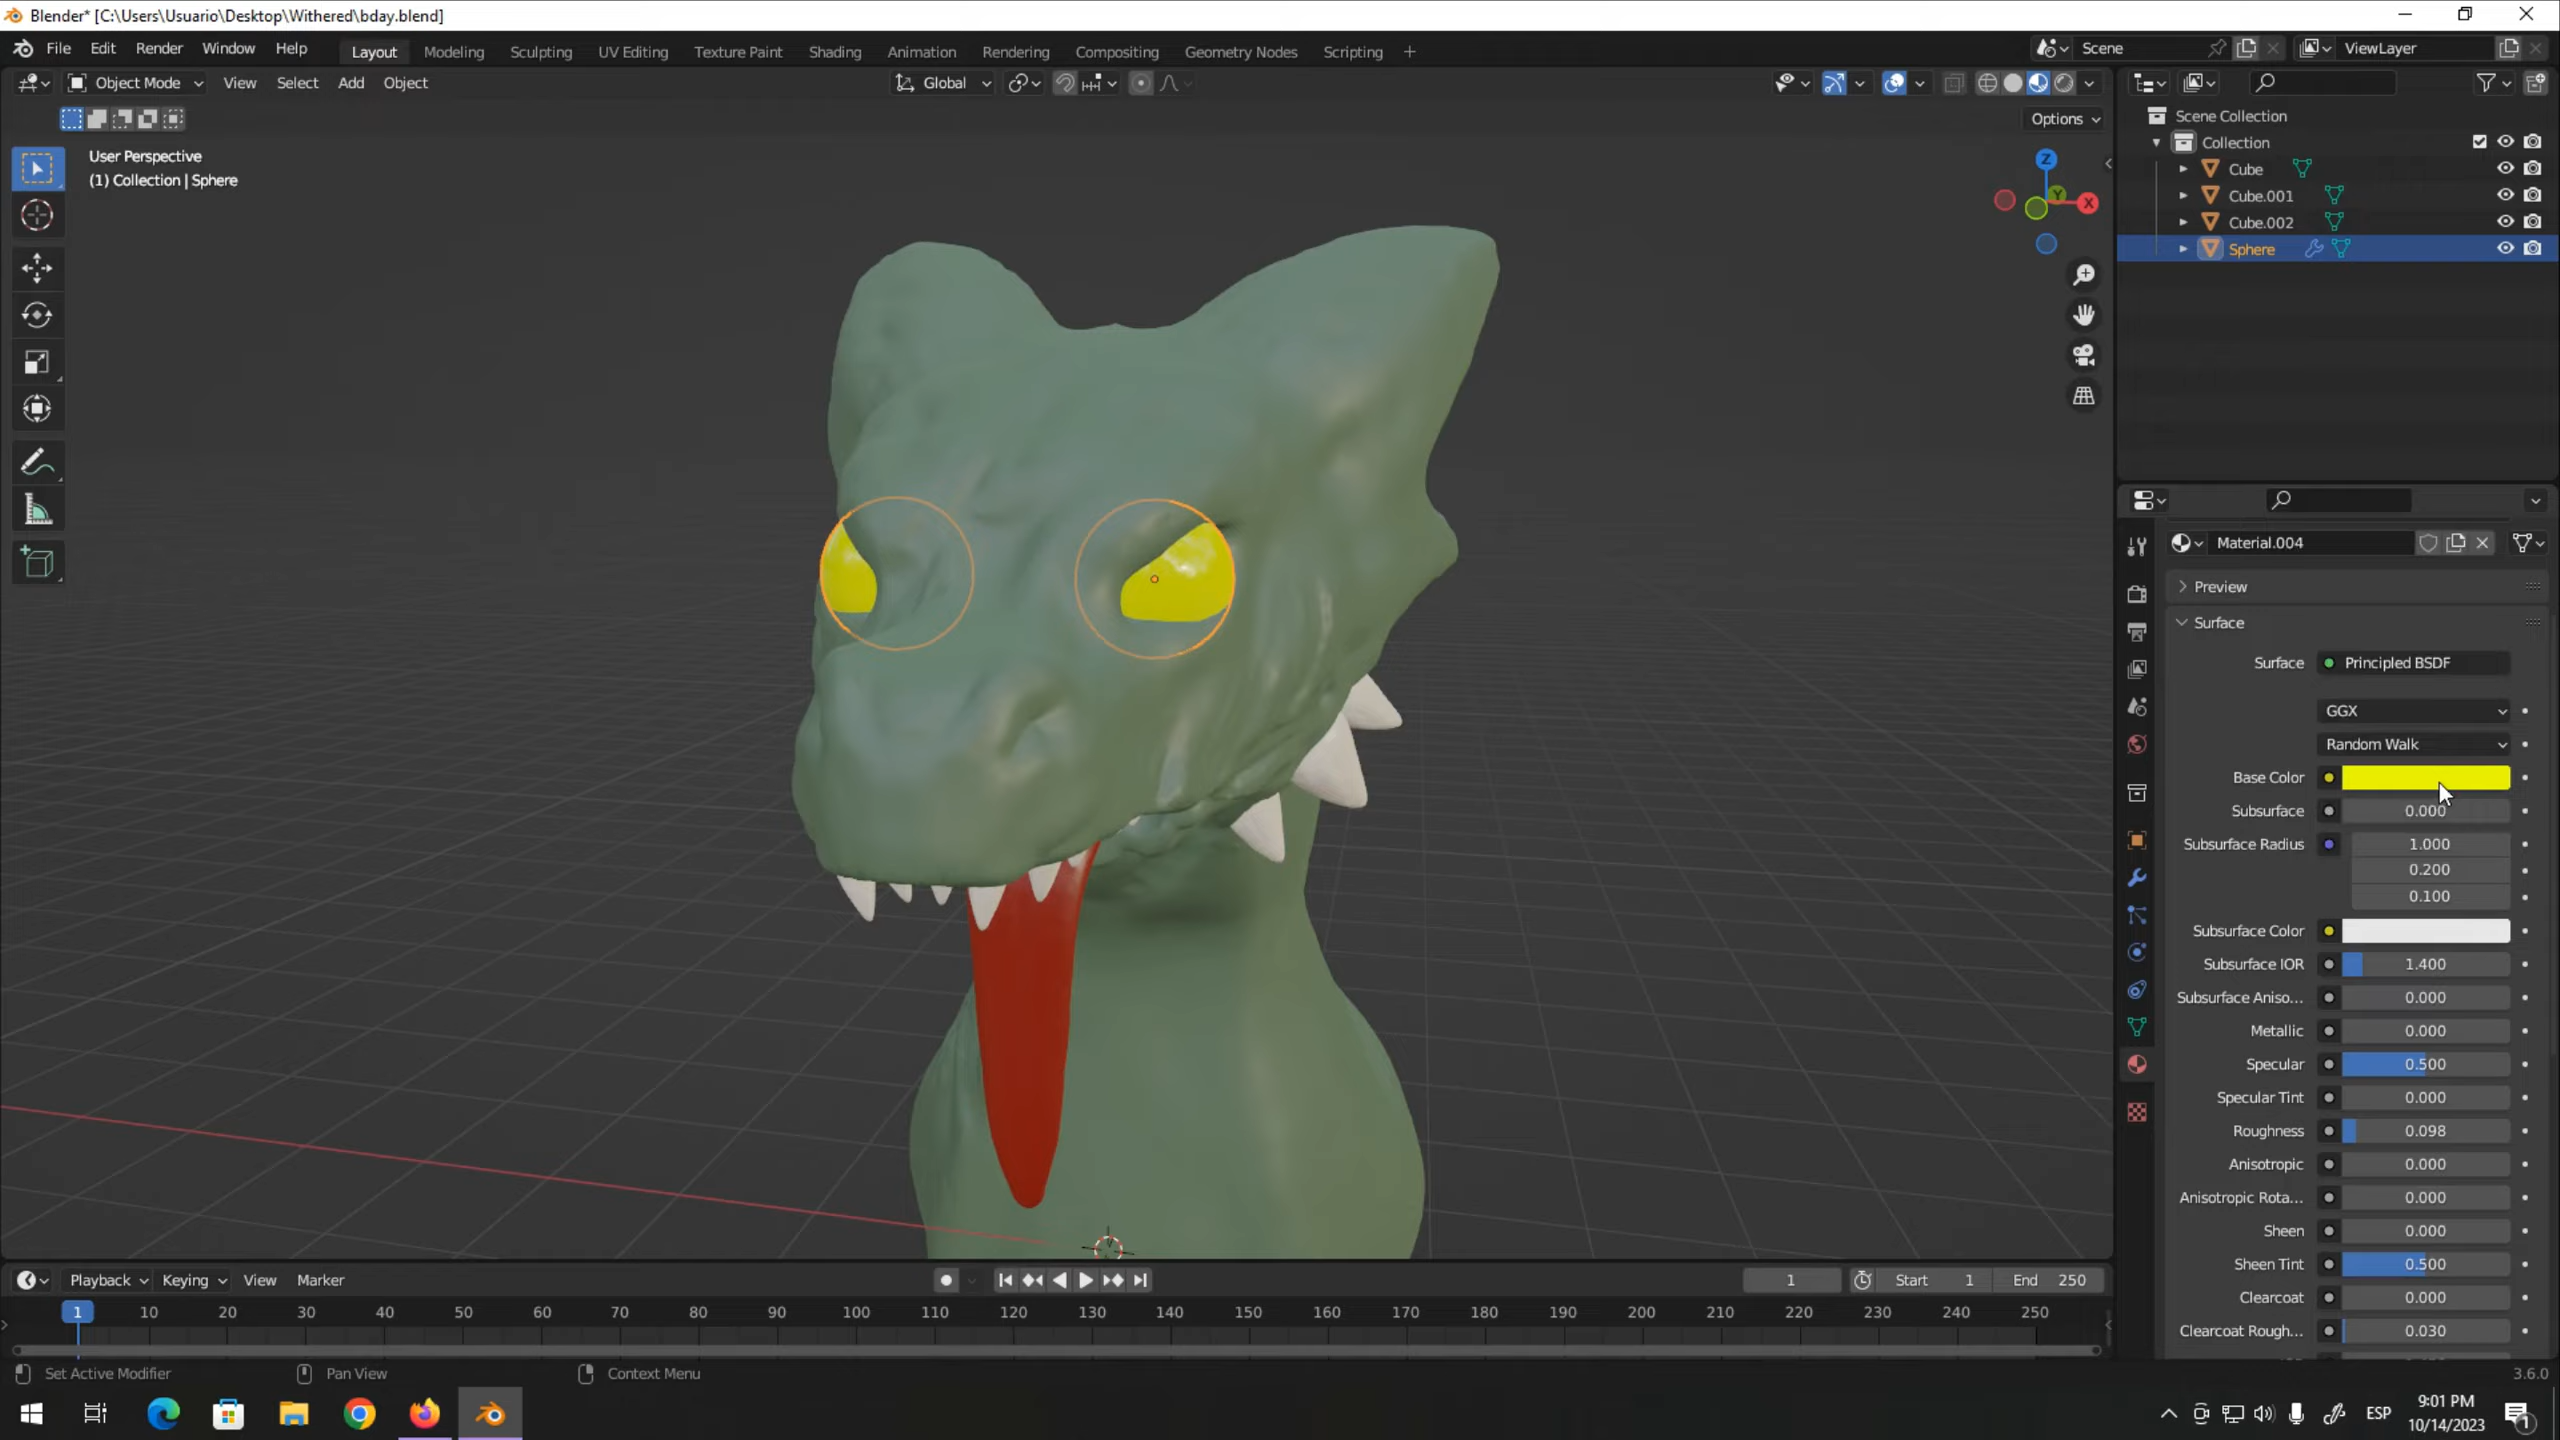 Blender* [C:\Users\Usuario\Desktop\Withered\bday.blend]
File Edit Render Window Help Layout Modeling Sculpting UV Editing Texture Paint Shading Animation Rendering Compositing Geometry Nodes Scripting + Scene ViewLayer
Object Mode View Select Add Object Global
Options
User Perspective
(1) Collection | Sphere
Z
Y
X
Scene Collection
Collection
Cube
Cube.001
Cube.002
Sphere
Material.004
Preview
Surface
Surface Principled BSDF
GGX
Random Walk
Base Color
Subsurface 0.000
Subsurface Radius 1.000
0.200
0.100
Subsurface Color
Subsurface IOR 1.400
Subsurface Aniso... 0.000
Metallic 0.000
Specular 0.500
Specular Tint 0.000
Roughness 0.098
Anisotropic 0.000
Anisotropic Rota... 0.000
Sheen 0.000
Sheen Tint 0.500
Clearcoat 0.000
Clearcoat Rough... 0.030
Playback Keying View Marker 1 Start 1 End 250
1 10 20 30 40 50 60 70 80 90 100 110 120 130 140 150 160 170 180 190 200 210 220 230 240 250
Set Active Modifier Pan View Context Menu 3.6.0
ESP 9:01 PM
10/14/2023
1